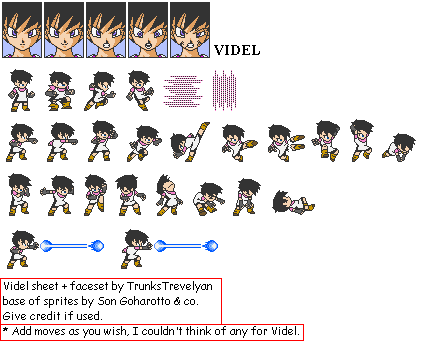 VIDEL
Videl sheet + faceset by TrunksTrevelyan
base of sprites by Son Goharotto & co.
Give credit if used.
* Add moves as you wish, I couldn't think of any for Videl.